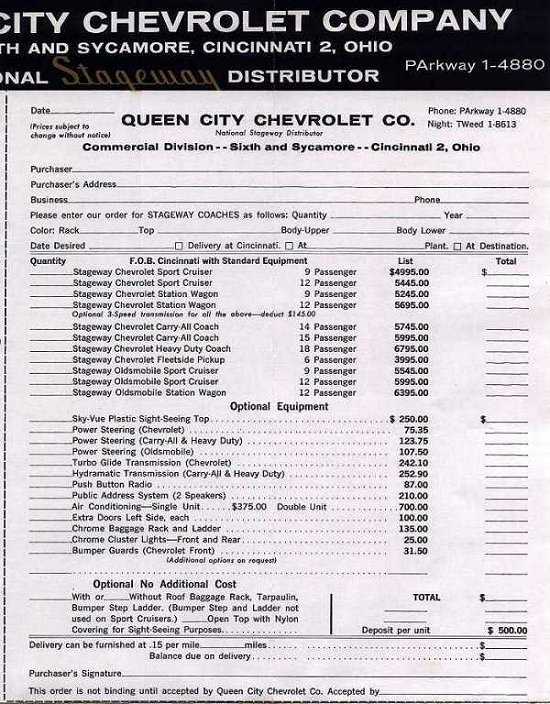 CITY CHEVROLET COMPANY
TH AND SYCAMORE, CINCINNATI 2, OHIO
ONAL Stageway DISTRIBUTOR PArkway 1-4880
Date
(Prices subject to change without notice)
QUEEN CITY CHEVROLET CO.
National Stageway Distributor
Phone: PArkway 1-4880
Night: TWeed 1-8613
Commercial Division -- Sixth and Sycamore -- Cincinnati 2, Ohio
Purchaser
Purchaser's Address
Business Phone
Please enter our order for STAGEWAY COACHES as follows: Quantity Year
Color: Rack Top Body-Upper Body Lower
Date Desired ☐ Delivery at Cincinnati. ☐ At Plant. ☐ At Destination.
Quantity F.O.B. Cincinnati with Standard Equipment List Total
Stageway Chevrolet Sport Cruiser 9 Passenger $4995.00 $
Stageway Chevrolet Sport Cruiser 12 Passenger 5445.00
Stageway Chevrolet Station Wagon 9 Passenger 5245.00
Stageway Chevrolet Station Wagon 12 Passenger 5695.00
Optional 3-Speed transmission for all the above—deduct $145.00
Stageway Chevrolet Carry-All Coach 14 Passenger 5745.00
Stageway Chevrolet Carry-All Coach 15 Passenger 5995.00
Stageway Chevrolet Heavy Duty Coach 18 Passenger 6795.00
Stageway Chevrolet Fleetside Pickup 6 Passenger 3995.00
Stageway Oldsmobile Sport Cruiser 9 Passenger 5545.00
Stageway Oldsmobile Sport Cruiser 12 Passenger 5995.00
Stageway Oldsmobile Station Wagon 12 Passenger 6395.00
Optional Equipment
Sky-Vue Plastic Sight-Seeing Top $ 250.00 $
Power Steering (Chevrolet) 75.35
Power Steering (Carry-All & Heavy Duty) 123.75
Power Steering (Oldsmobile) 107.50
Turbo Glide Transmission (Chevrolet) 242.10
Hydramatic Transmission (Carry-All & Heavy Duty) 252.90
Push Button Radio 87.00
Public Address System (2 Speakers) 210.00
Air Conditioning—Single Unit $375.00 Double Unit 700.00
Extra Doors Left Side, each 100.00
Chrome Baggage Rack and Ladder 135.00
Chrome Cluster Lights—Front and Rear 25.00
Bumper Guards (Chevrolet Front) 31.50
(Additional options on request)
Optional No Additional Cost
With or Without Roof Baggage Rack, Tarpaulin, TOTAL $
Bumper Step Ladder. (Bumper Step and Ladder not
used on Sport Cruisers.) Open Top with Nylon
Covering for Sight-Seeing Purposes Deposit per unit $ 500.00
Delivery can be furnished at .15 per mile miles $
Balance due on delivery $
Purchaser's Signature
This order is not binding until accepted by Queen City Chevrolet Co. Accepted by